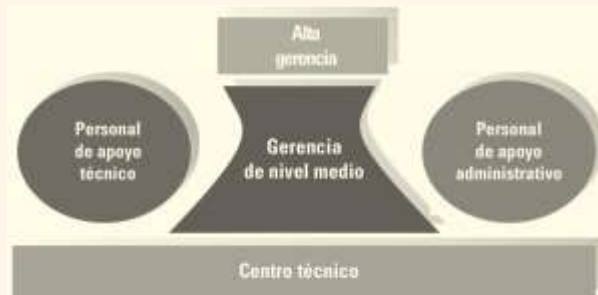 Alta
gerencia
Personal
de apoyo
técnico
Gerencia
de nivel medio
Personal
de apoyo
administrativo
Centro técnico